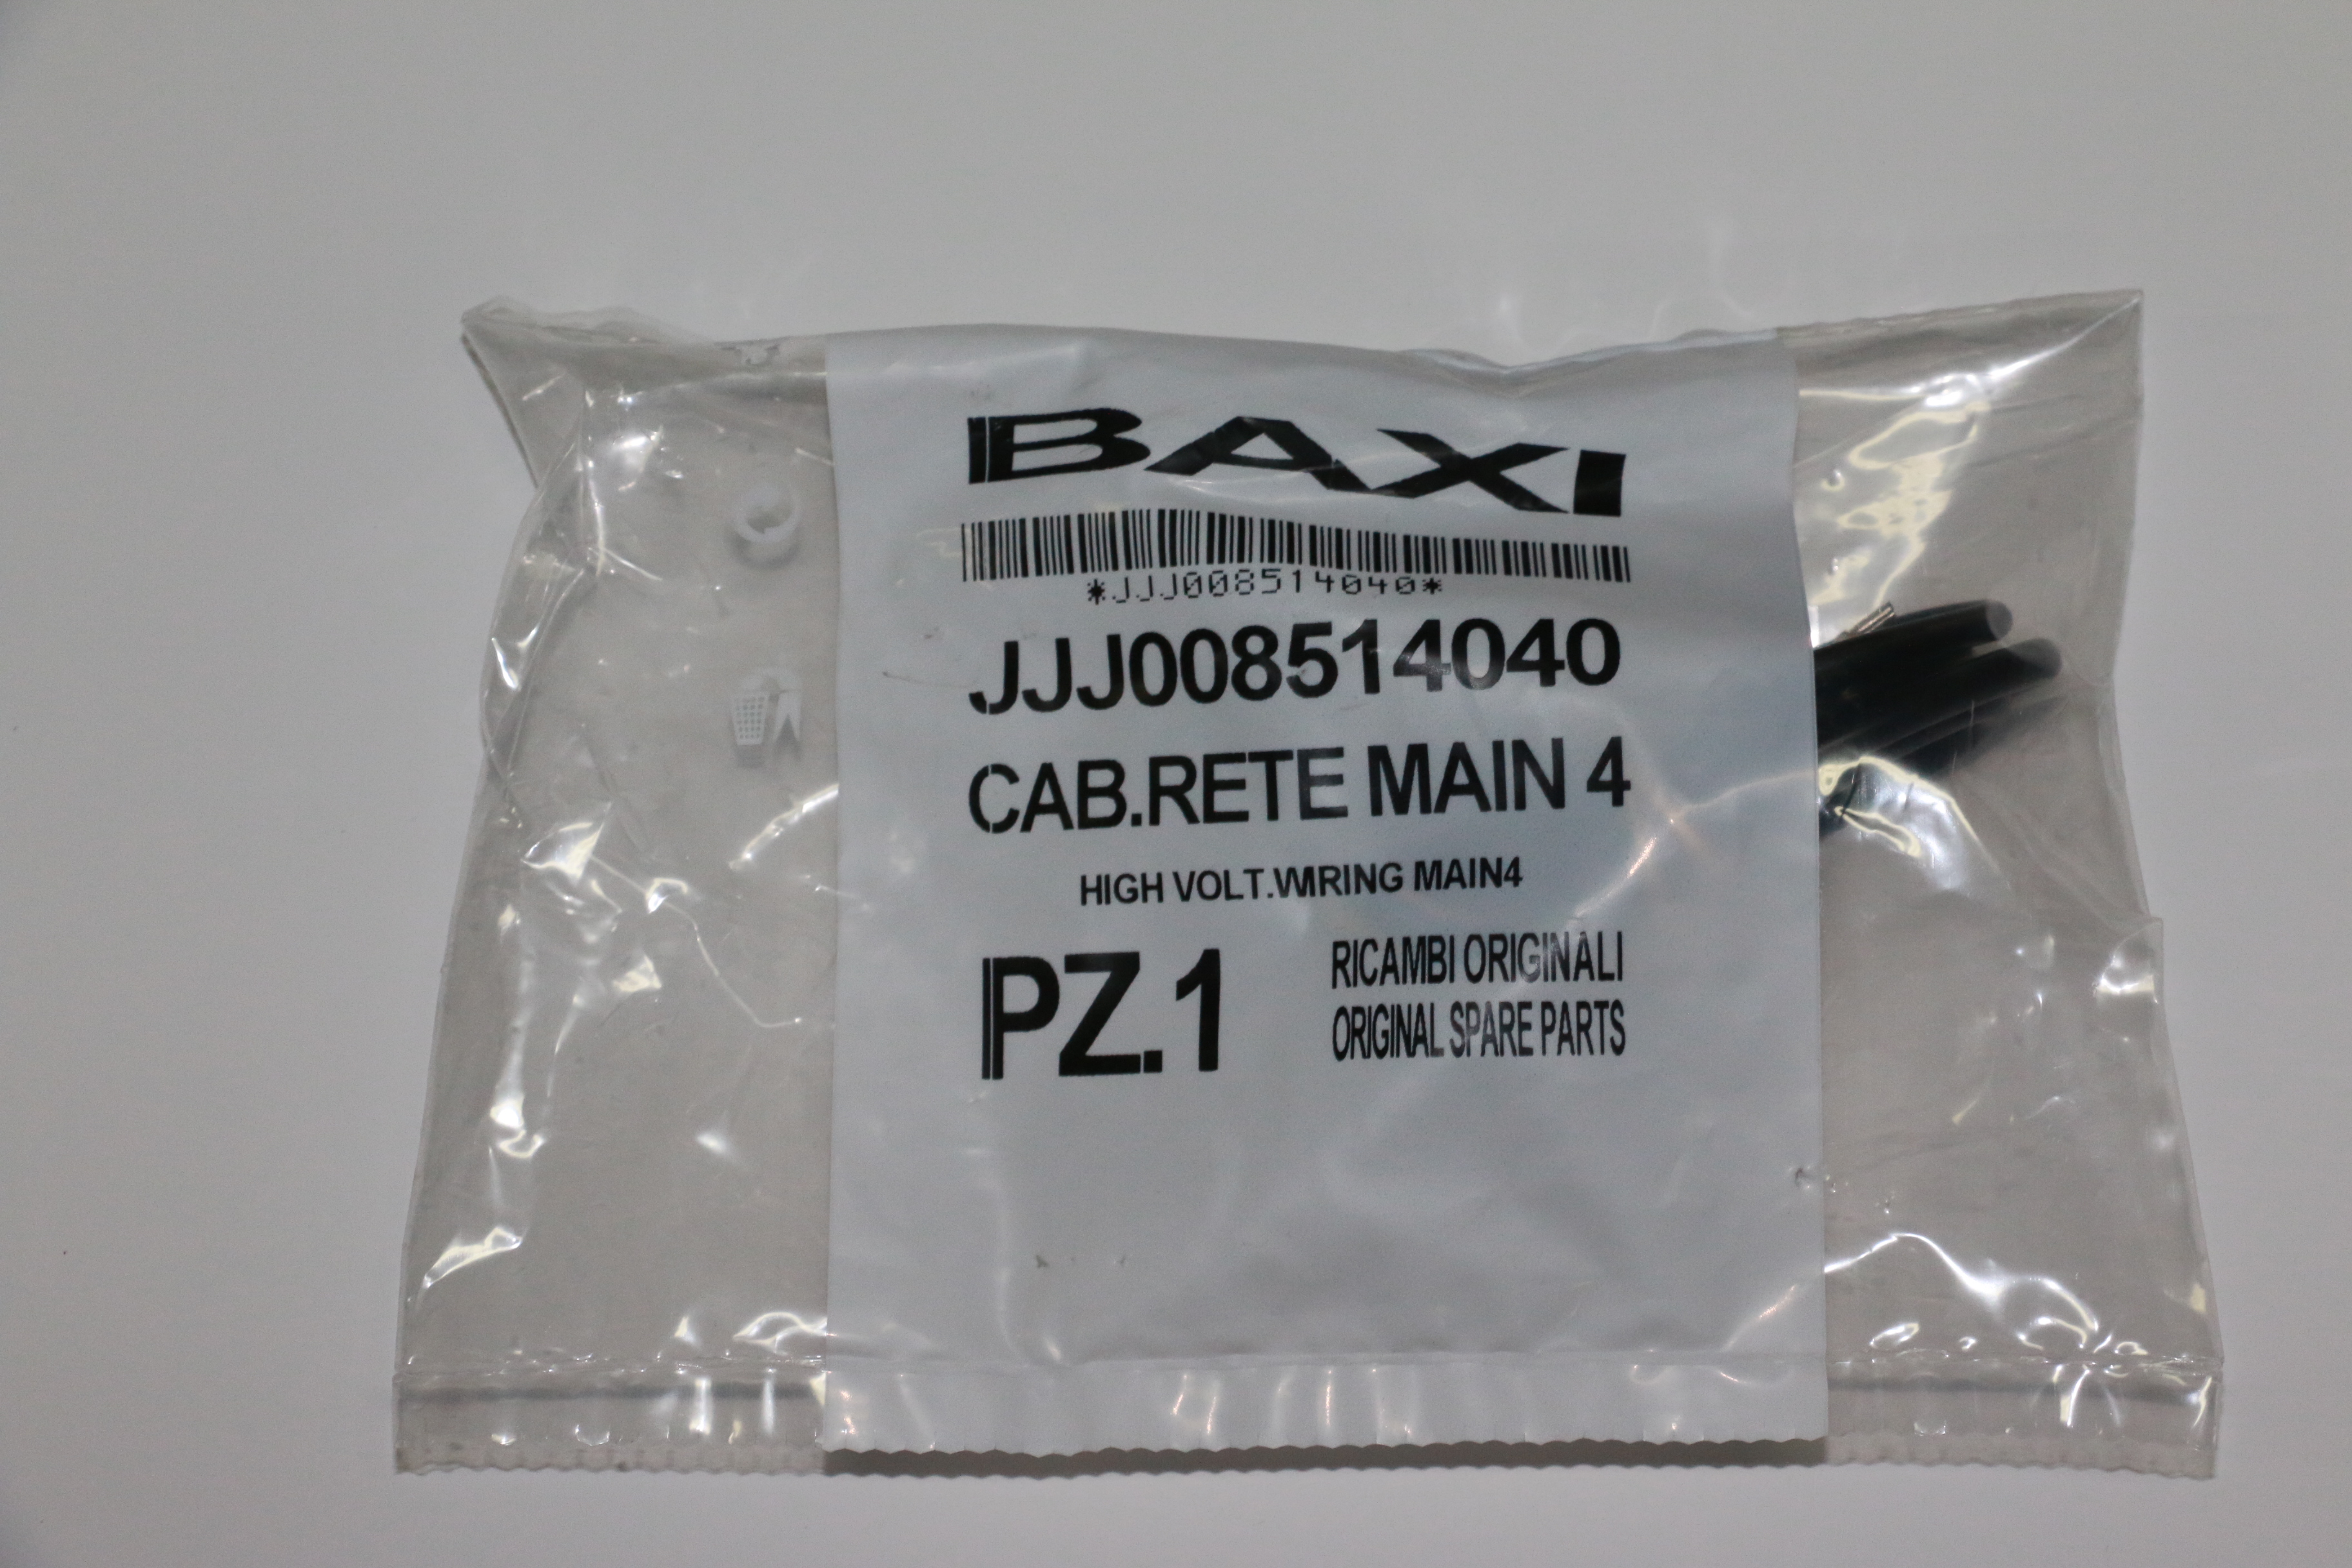 BAXI
*JJJ008514040*
JJJ008514040
CAB.RETE MAIN 4
HIGH VOLT.WIRING MAIN4
PZ.1
RICAMBI ORIGINALI
ORIGINAL SPARE PARTS